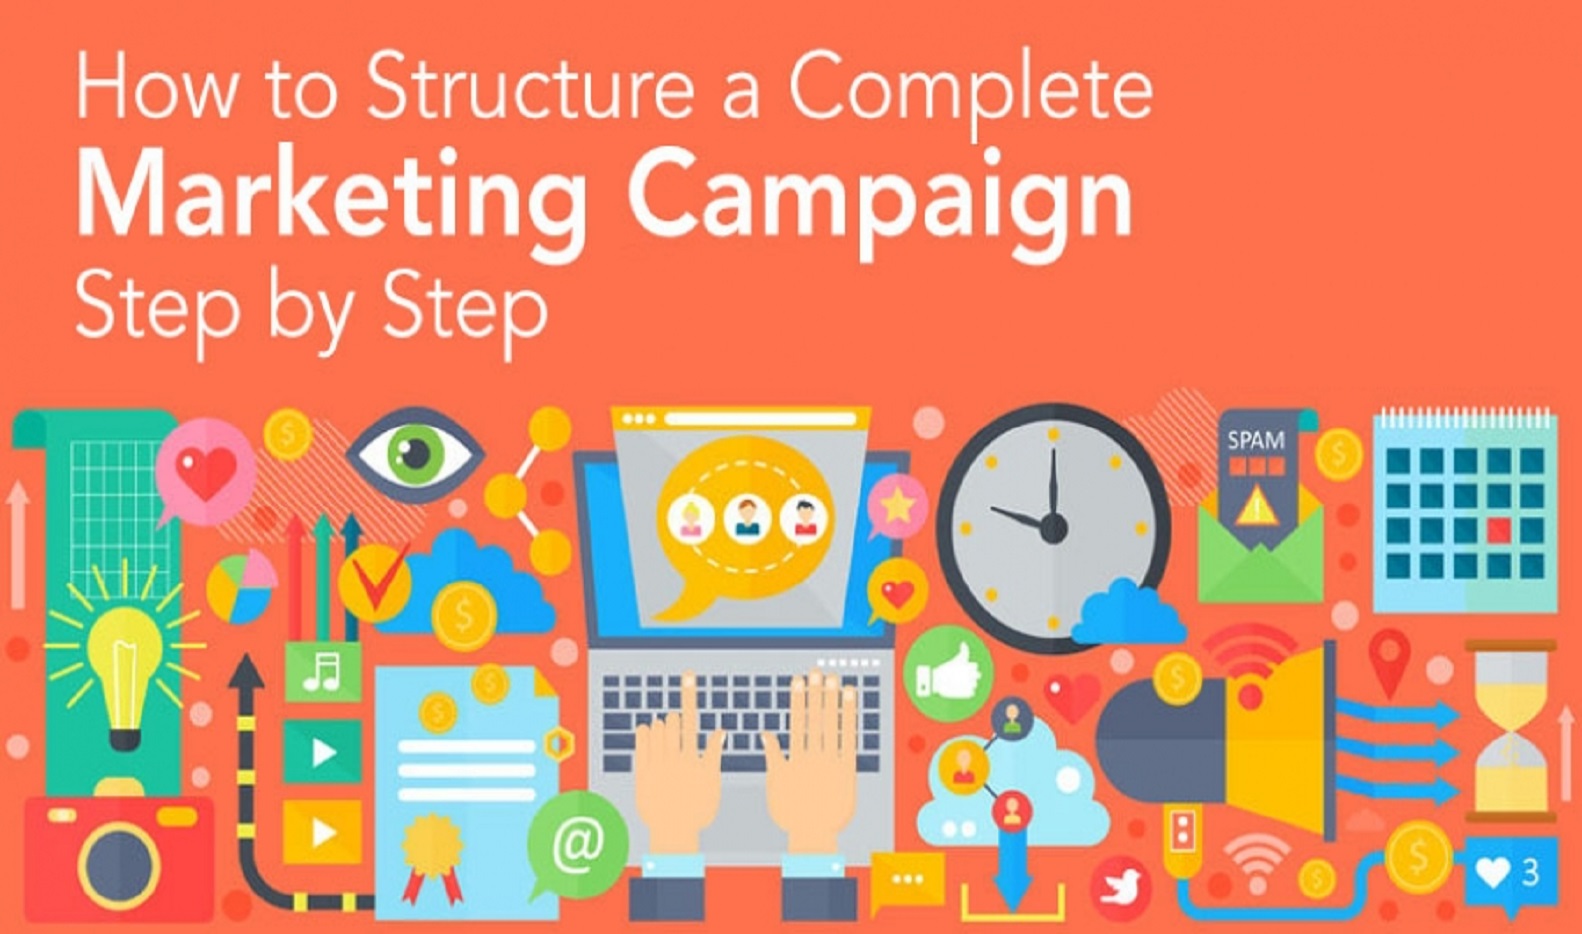 How to Structure a Complete
Marketing Campaign
Step by Step
SPAM
@
3